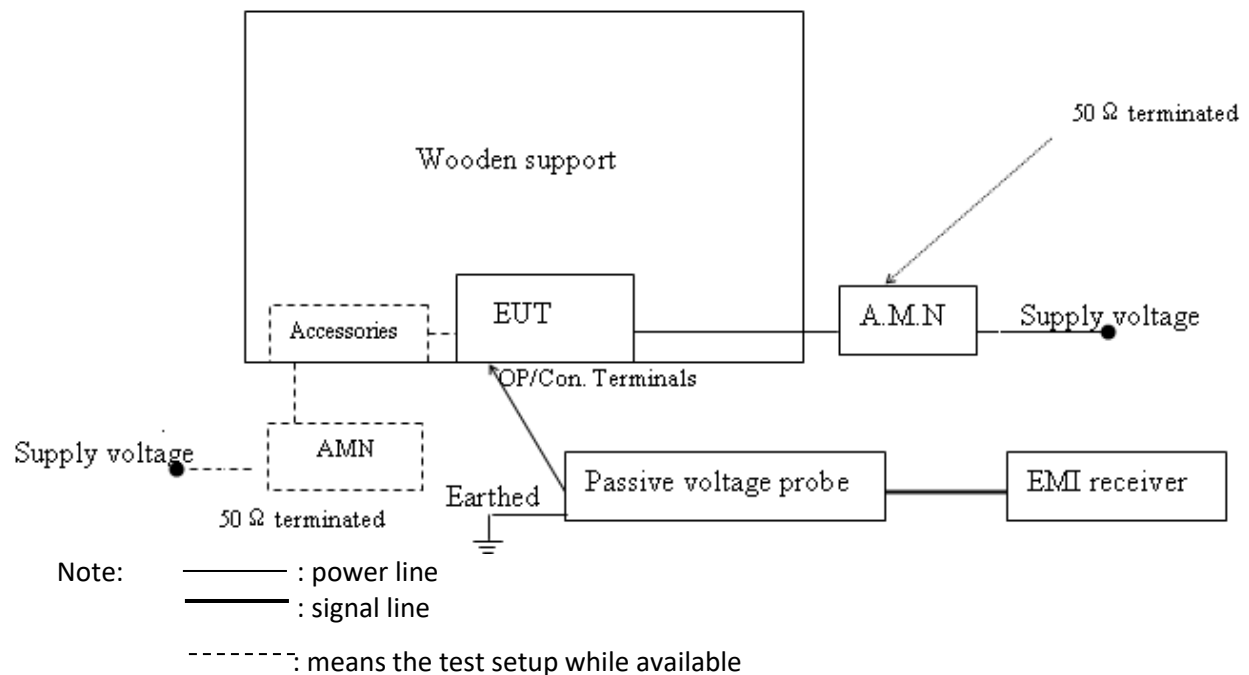 50 Ω terminated
Wooden support
EUT
A.M.N
Supply voltage
Accessories
OP/Con. Terminals
Supply voltage
AMN
50 Ω terminated
Earthed
Passive voltage probe
EMI receiver
Note:
: power line
: signal line
: means the test setup while available